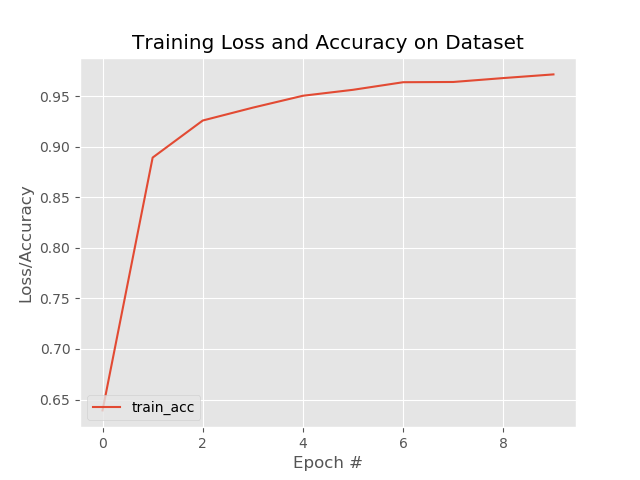 Training Loss and Accuracy on Dataset
0.95
0.90
0.85
0.80
0.75
0.70
0.65
Loss/Accuracy
train_acc
0 2 4 6 8
Epoch #